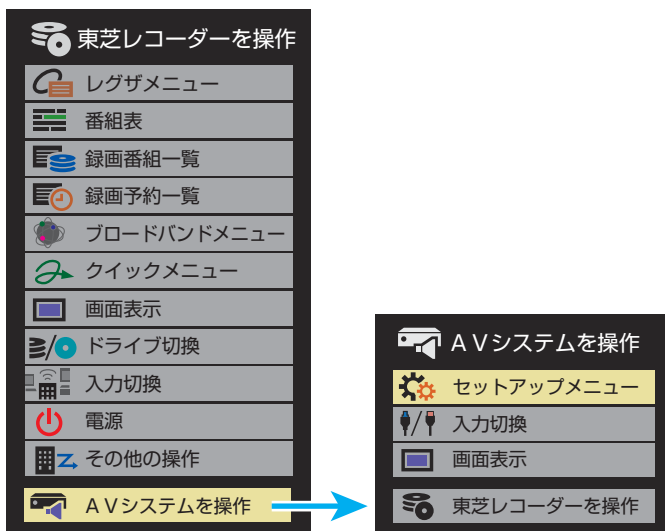 東芝レコーダーを操作
レグザメニュー
番組表
録画番組一覧
録画予約一覧
ブロードバンドメニュー
クイックメニュー
画面表示
ドライブ切換
入力切換
電源
その他の操作
ＡＶシステムを操作
ＡＶシステムを操作
セットアップメニュー
入力切換
画面表示
東芝レコーダーを操作